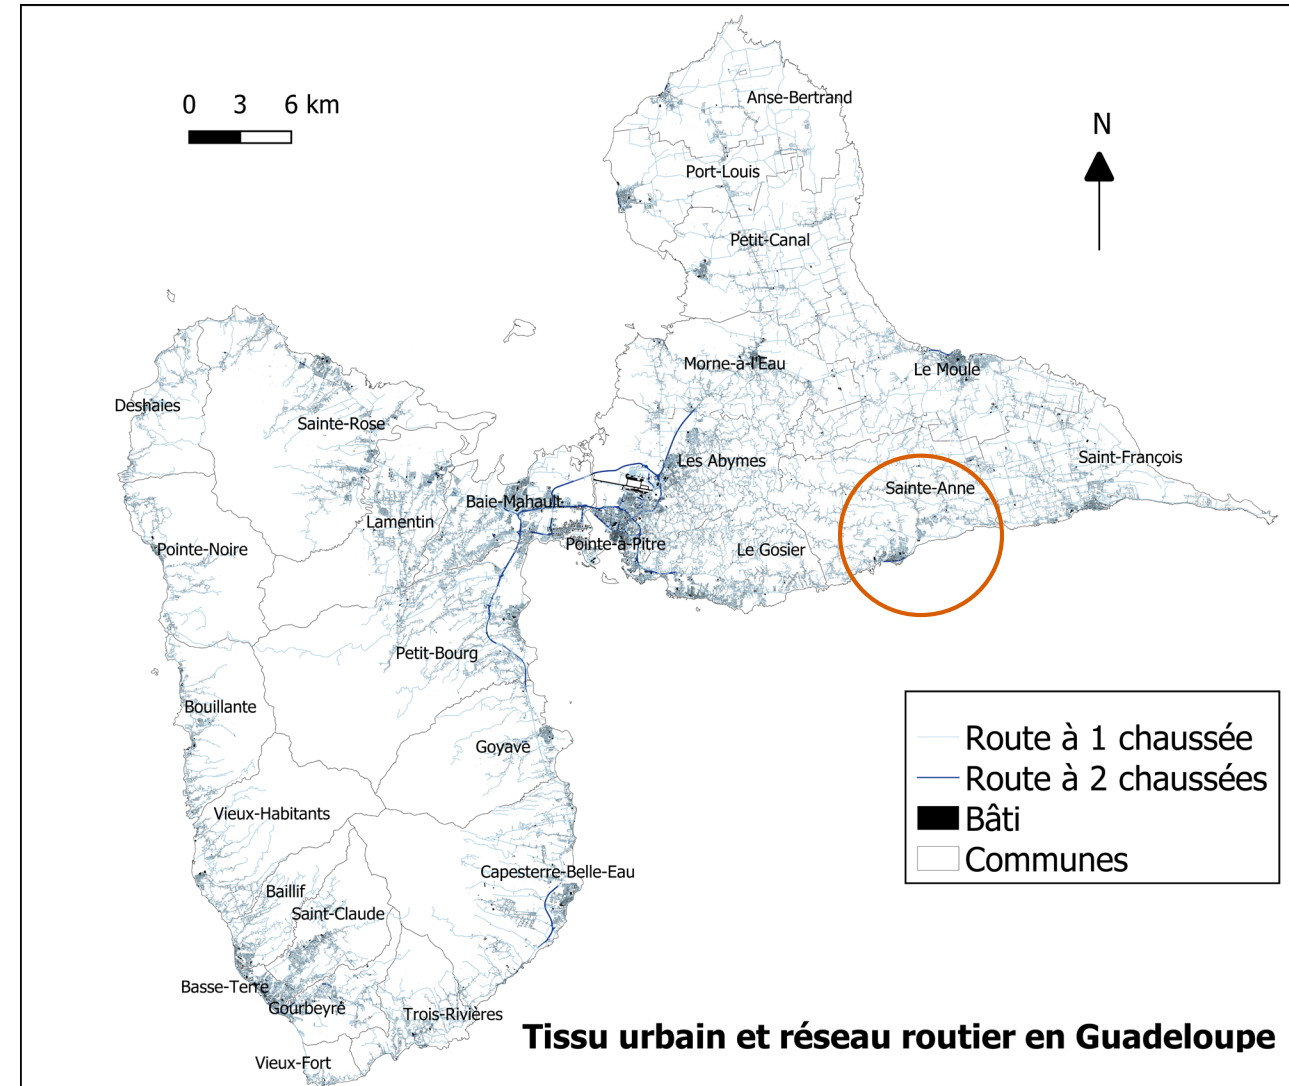 Anse-Bertrand
0 3 6 km
N
Port-Louis
Petit-Canal
Morne-à-l'Eau
Le Moule
Deshaies
Sainte-Rose
Saint-François
Les Abymes
Sainte-Anne
Baie-Mahault
Lamentin
Pointe-à-Pitre
Pointe-Noire
Le Gosier
Petit-Bourg
Bouillante
Goyave
Route à 1 chaussée
Route à 2 chaussées
Bâti
Communes
Vieux-Habitants
Capesterre-Belle-Eau
Baillif
Saint-Claude
Basse-Terre
Gourbeyre
Trois-Rivières
Tissu urbain et réseau routier en Guadeloupe
Vieux-Fort